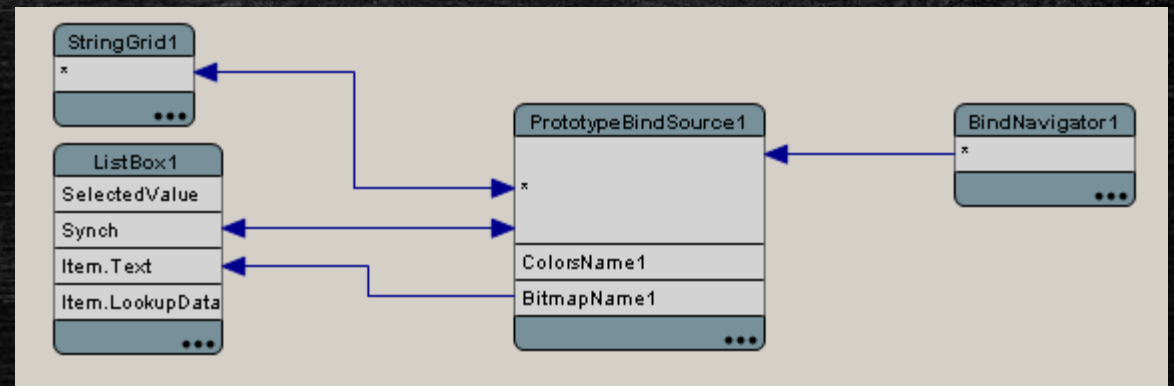 StringGrid1
*
•••
ListBox1
SelectedValue
Synch
Item.Text
Item.LookupData
•••
PrototypeBindSource1
*
ColorsName1
BitmapName1
•••
BindNavigator1
*
•••